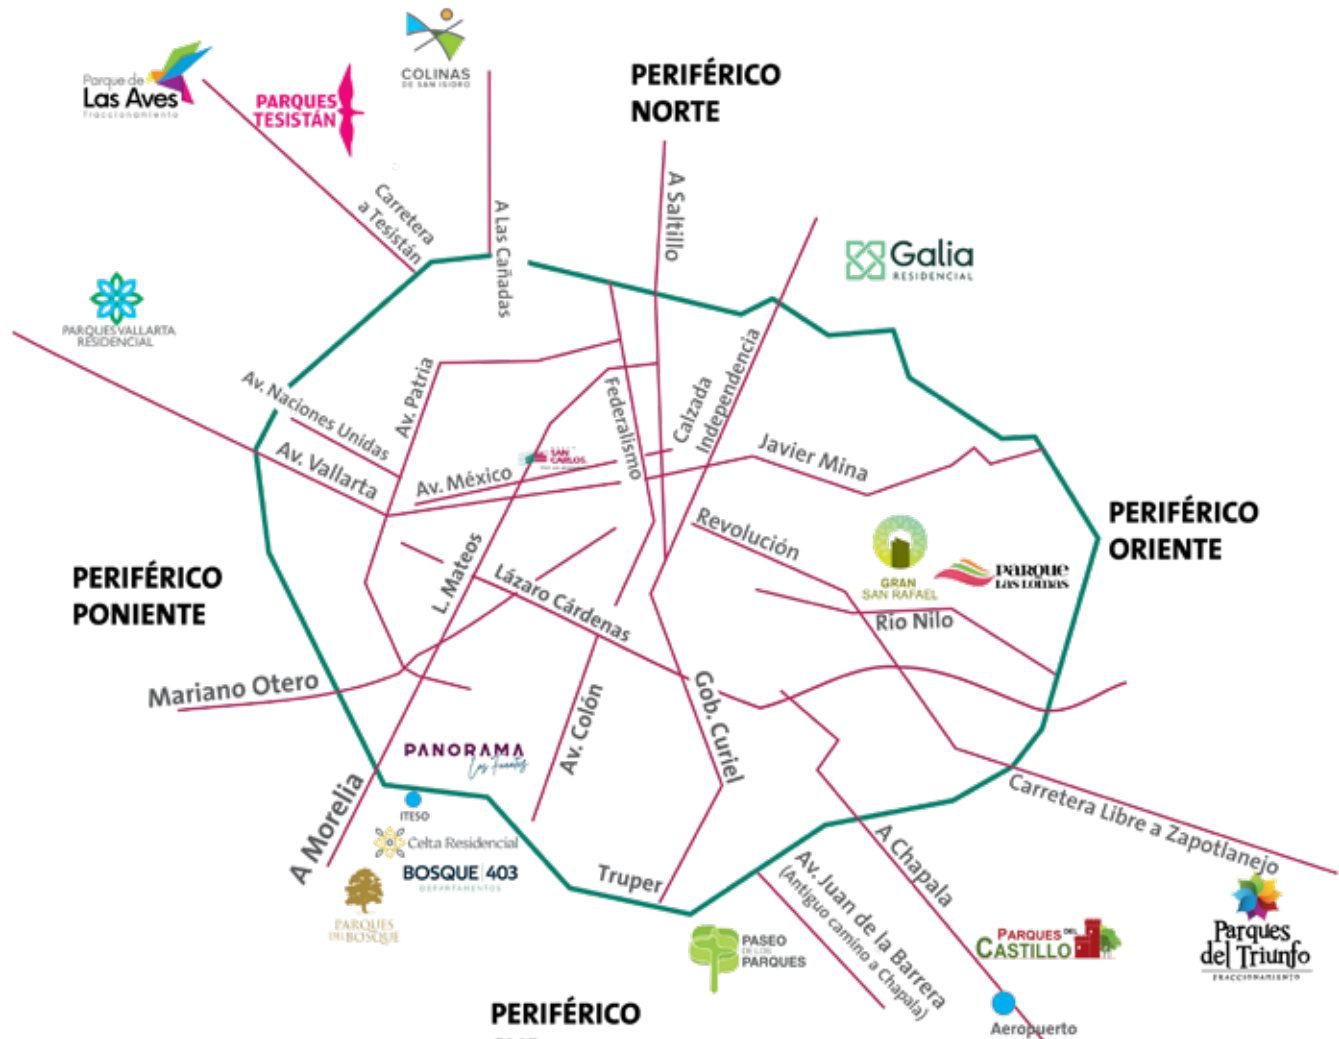 Parque de
Las Aves
fraccionamiento
PARQUES
TESISTÁN
COLINAS
DE SAN ISIDRO
PERIFÉRICO
NORTE
Carretera
a Tesistán
A Las Cañadas
A Saltillo
Galia
RESIDENCIAL
PARQUES VALLARTA
RESIDENCIAL
Av. Naciones Unidas
Av. Patria
Av. Vallarta
Av. México
SAN
CARLOS
Federalismo
Calzada
Independencia
Javier Mina
Revolución
GRAN
SAN RAFAEL
PARQUE
LAS LOMAS
PERIFÉRICO
ORIENTE
PERIFÉRICO
PONIENTE
L. Mateos
Lázaro Cárdenas
Río Nilo
Mariano Otero
Av. Colón
Gob. Curiel
PANORAMA
Las Fuentes
A Morelia
ITESO
Celta Residencial
BOSQUE 403
DEPARTAMENTOS
PARQUES
DEL BOSQUE
Truper
PASEO
DE LOS
PARQUES
Av. Juan de la Barrera
(Antiguo camino a Chapala)
A Chapala
Carretera Libre a Zapotlanejo
PARQUES DEL
CASTILLO
Parques
del Triunfo
FRACCIONAMIENTO
Aeropuerto
PERIFÉRICO